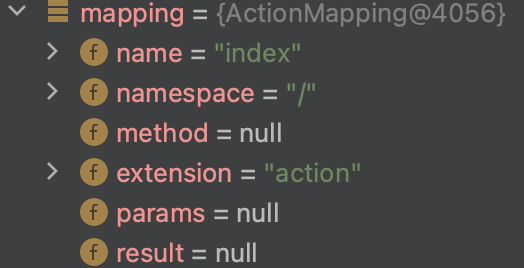 mapping = {ActionMapping@4056}
f name = "index"
f namespace = "/"
f method = null
f extension = "action"
f params = null
f result = null